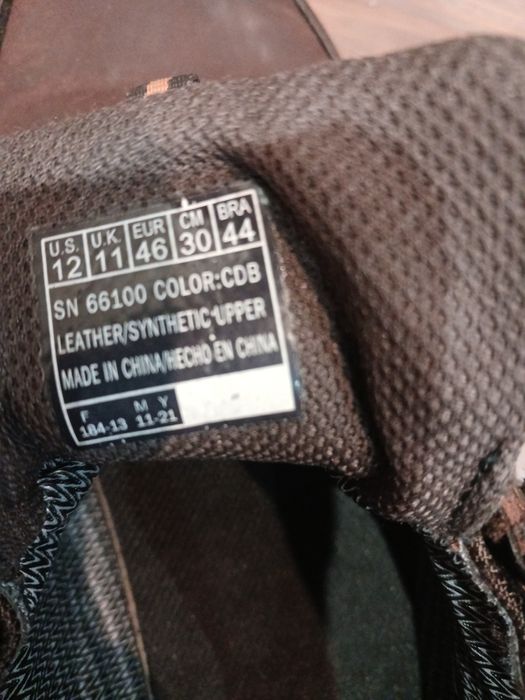 U.S. U.K. EUR CM BRA
12 11 46 30 44
SN 66100 COLOR:CDB
LEATHER/SYNTHETIC UPPER
MADE IN CHINA/HECHO EN CHINA
F M Y
184-13 11-21